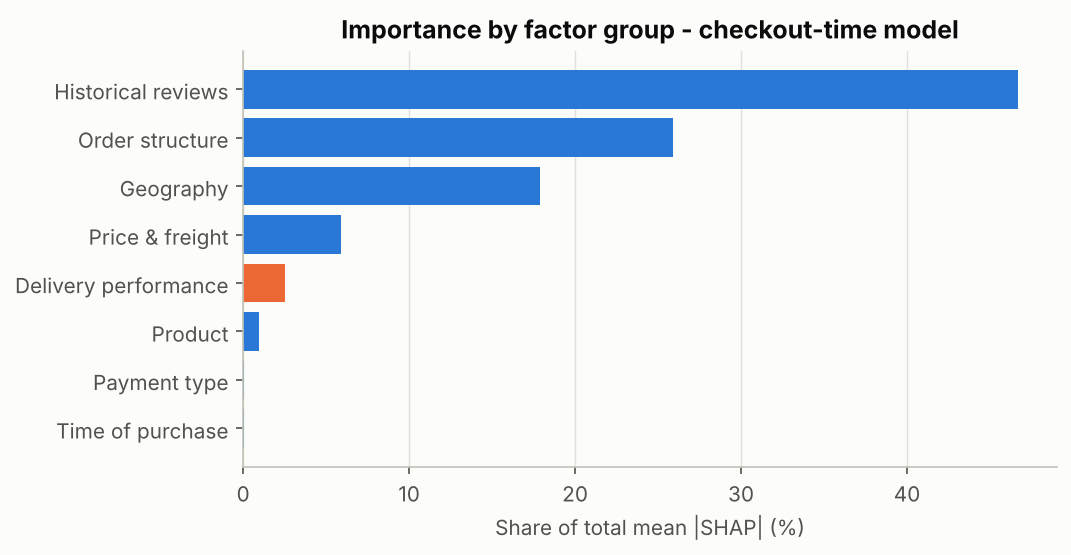 Importance by factor group - checkout-time model
Historical reviews
Order structure
Geography
Price & freight
Delivery performance
Product
Payment type
Time of purchase
0 10 20 30 40
Share of total mean |SHAP| (%)